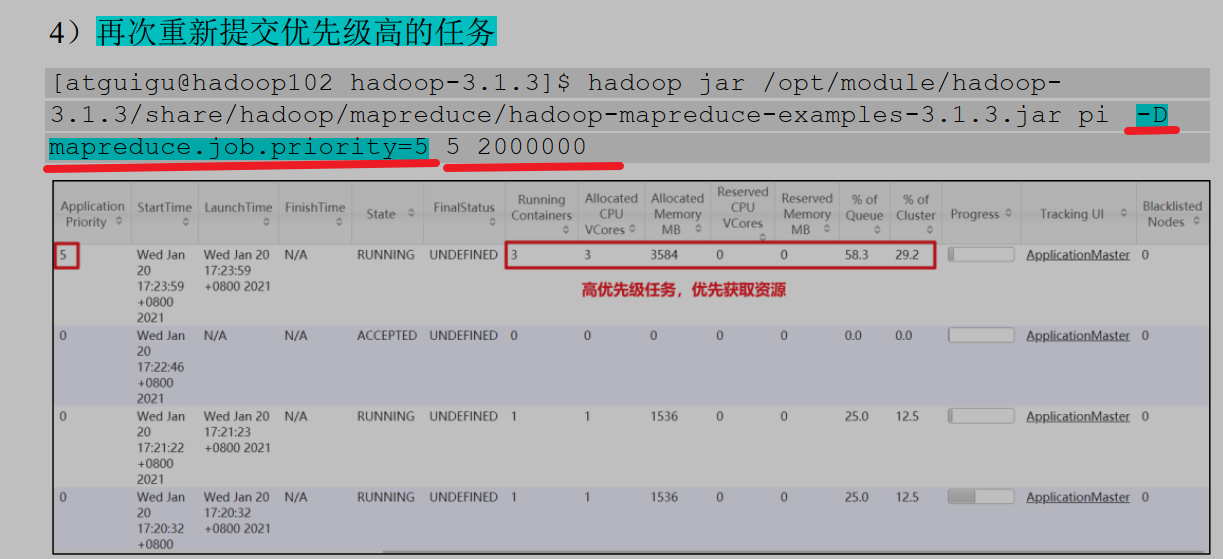 4）再次重新提交优先级高的任务
[atguigu@hadoop102 hadoop-3.1.3]$ hadoop jar /opt/module/hadoop-
3.1.3/share/hadoop/mapreduce/hadoop-mapreduce-examples-3.1.3.jar pi -D
mapreduce.job.priority=5 5 2000000
Application Priority StartTime LaunchTime FinishTime State FinalStatus Running Containers Allocated CPU VCores Allocated Memory MB Reserved CPU VCores Reserved Memory MB % of Queue % of Cluster Progress Tracking UI Blacklisted Nodes
5 Wed Jan 20 17:23:59 +0800 2021 Wed Jan 20 17:23:59 +0800 2021 N/A RUNNING UNDEFINED 3 3 3584 0 0 58.3 29.2 ApplicationMaster 0
高优先级任务，优先获取资源
0 Wed Jan 20 17:22:46 +0800 2021 N/A N/A ACCEPTED UNDEFINED 0 0 0 0 0 0.0 0.0 ApplicationMaster 0
0 Wed Jan 20 17:21:22 +0800 2021 Wed Jan 20 17:21:23 +0800 2021 N/A RUNNING UNDEFINED 1 1 1536 0 0 25.0 12.5 ApplicationMaster 0
0 Wed Jan 20 17:20:32 +0800 Wed Jan 20 17:20:32 +0800 2021 N/A RUNNING UNDEFINED 1 1 1536 0 0 25.0 12.5 ApplicationMaster 0